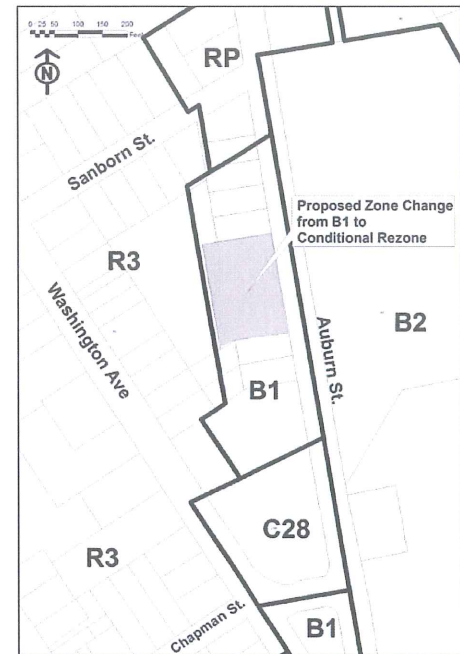 0 25 50 100 150 200
Feet
N
RP
Sanborn St.
Proposed Zone Change
from B1 to
Conditional Rezone
R3
Washington Ave
Auburn St.
B2
B1
C28
R3
Chapman St.
B1